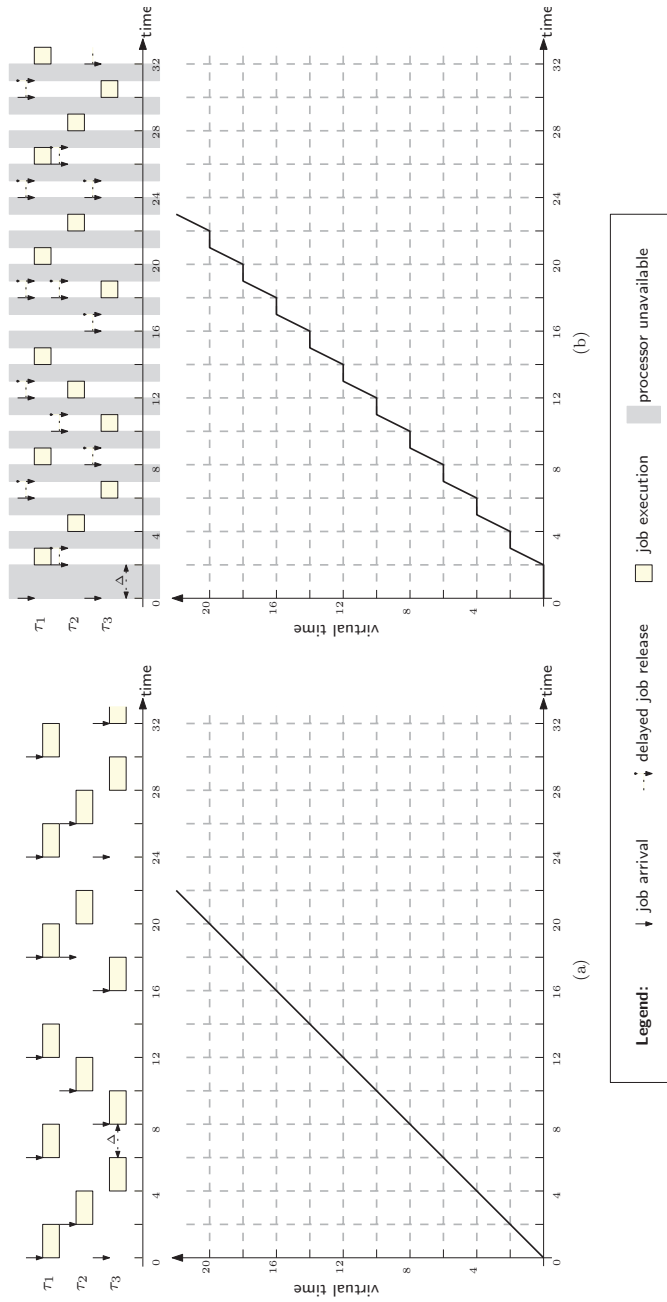 τ1
τ2
τ3
Δ
time
0
4
8
12
16
20
24
28
32
virtual time
20
16
12
8
4
time
(a)
τ1
τ2
τ3
Δ
time
0
4
8
12
16
20
24
28
32
virtual time
20
16
12
8
4
time
(b)
Legend: job arrival delayed job release job execution processor unavailable